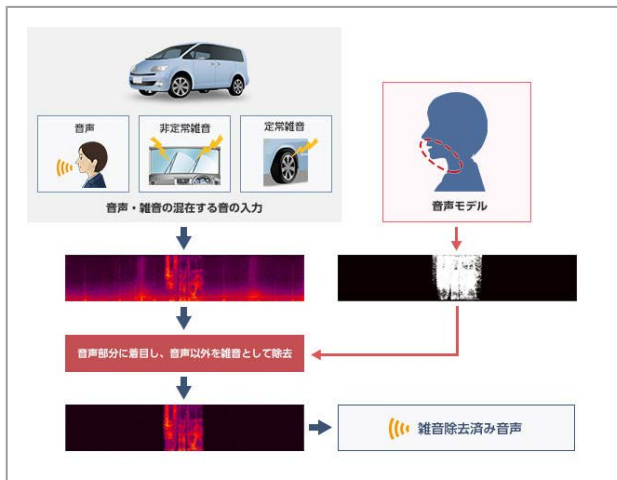 音声
非定常雑音
定常雑音
音声・雑音の混在する音の入力
音声モデル
音声部分に着目し、音声以外を雑音として除去
雑音除去済み音声